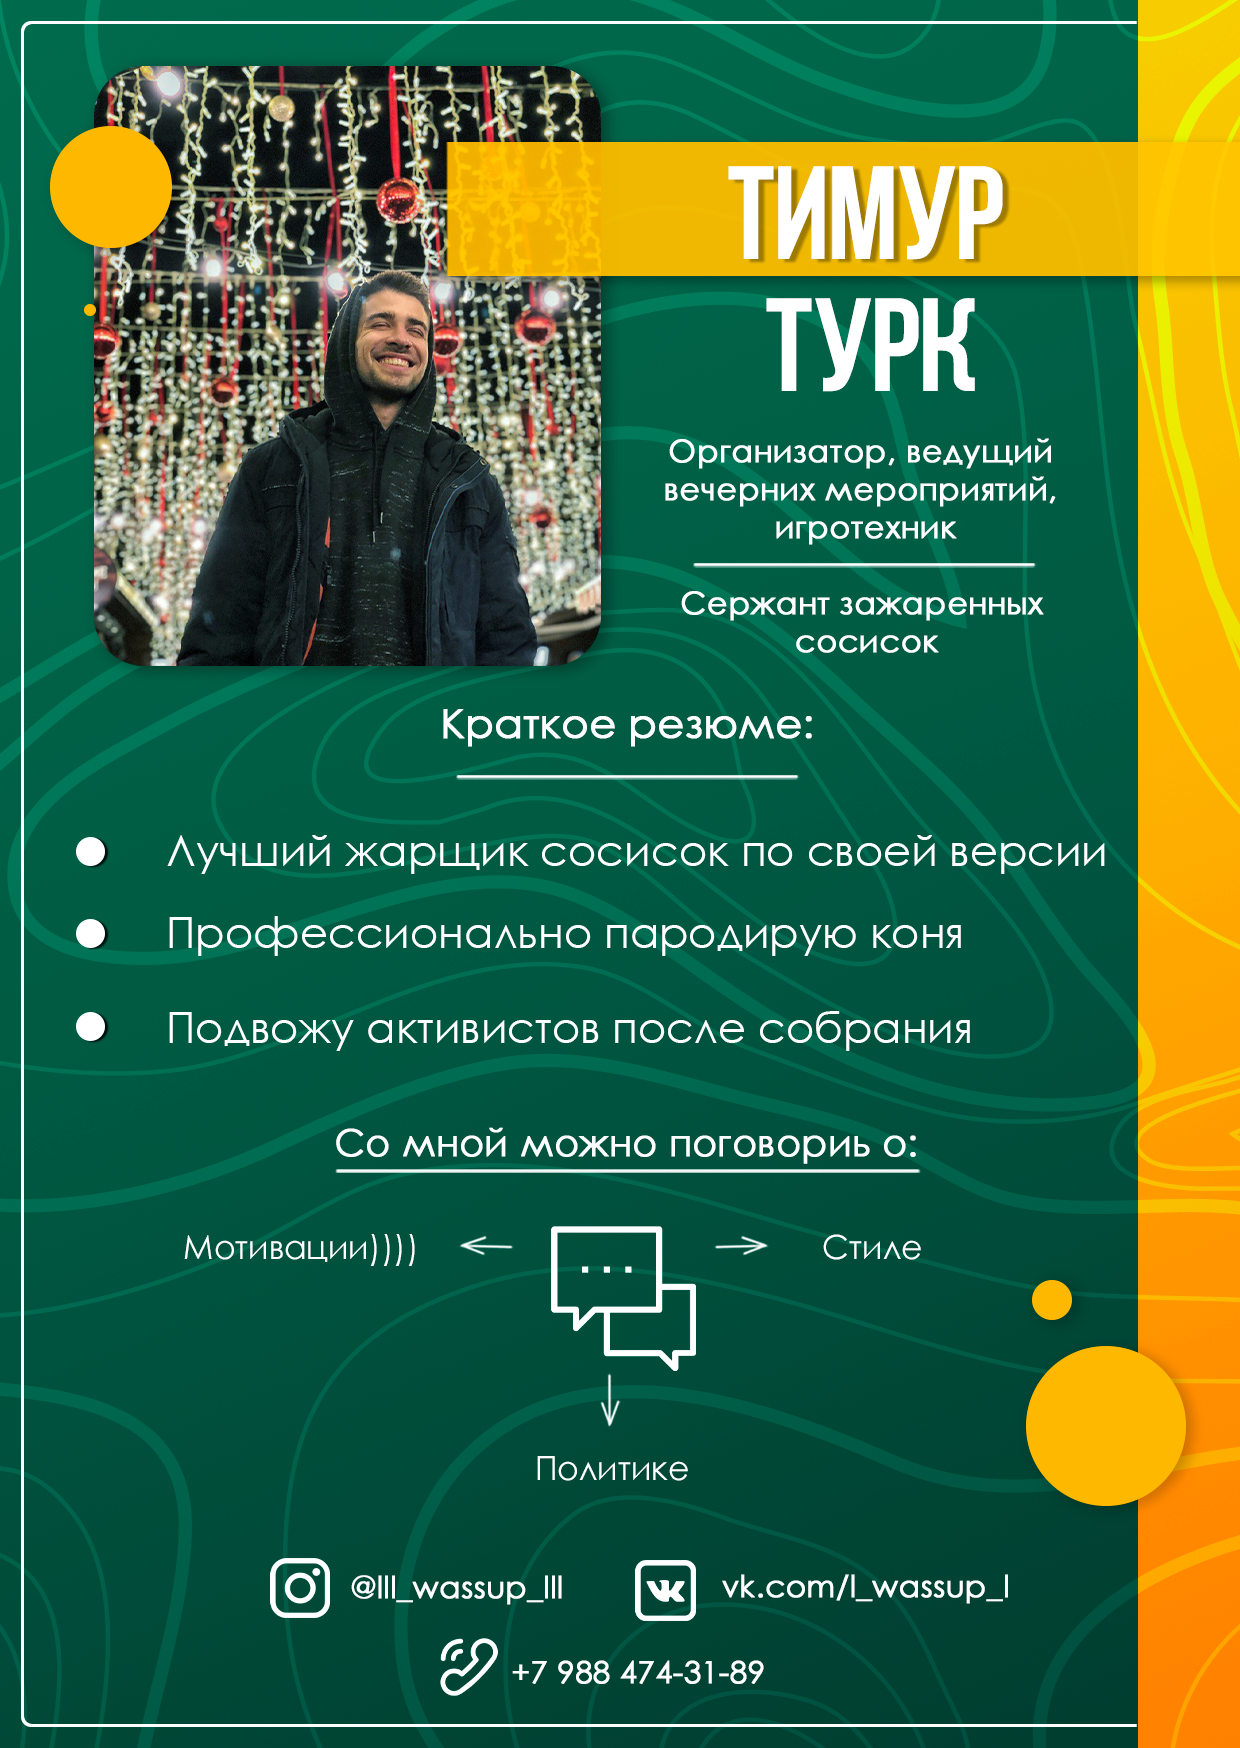 ТИМУР
ТУРК
Организатор, ведущий
вечерних мероприятий,
игротехник
Сержант зажаренных
сосисок
Краткое резюме:
Лучший жарщик сосисок по своей версии
Профессионально пародирую коня
Подвожу активистов после собрания
Со мной можно поговориь о:
Мотивации))))
Стиле
Политике
@lll_wassup_lll
vk.com/l_wassup_l
+7 988 474-31-89